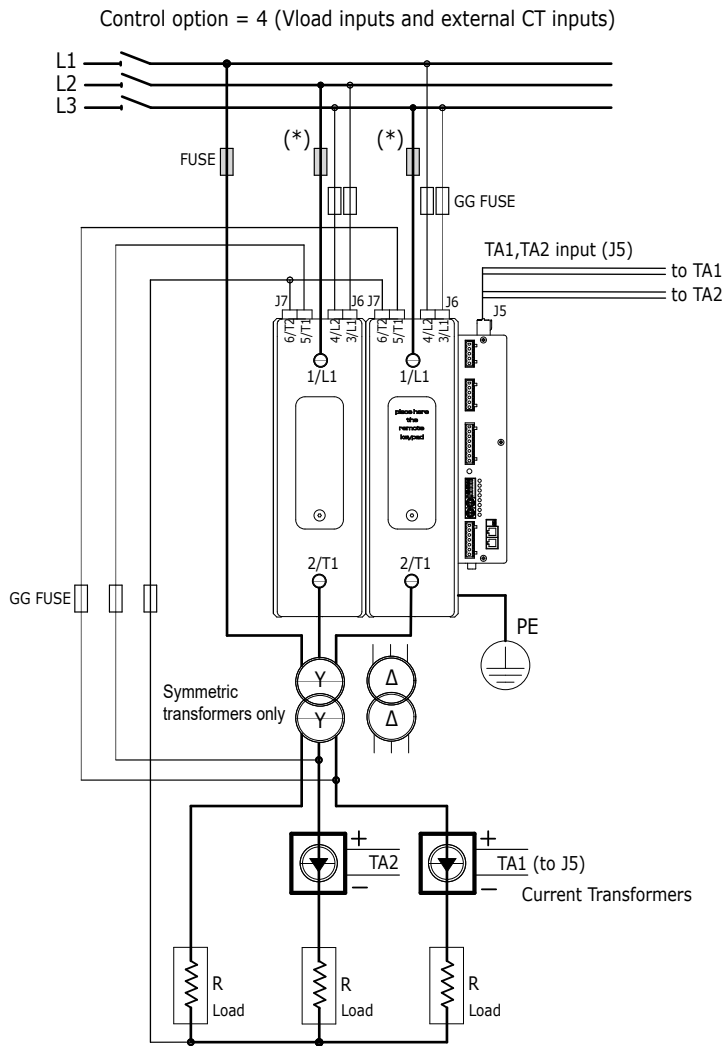 Control option = 4 (Vload inputs and external CT inputs)
L1
L2
L3
(*)
(*)
FUSE
GG FUSE
TA1,TA2 input (J5)
to TA1
to TA2
J7
J6
J7
J6
J5
6/T2
5/T1
4/L2
3/L1
6/T2
5/T1
4/L2
3/L1
1/L1
1/L1
place here
the
remote
keypad
2/T1
2/T1
GG FUSE
PE
Symmetric
transformers only
Y
Y
Δ
Δ
+
TA2
−
+
TA1 (to J5)
−
Current Transformers
R
Load
R
Load
R
Load